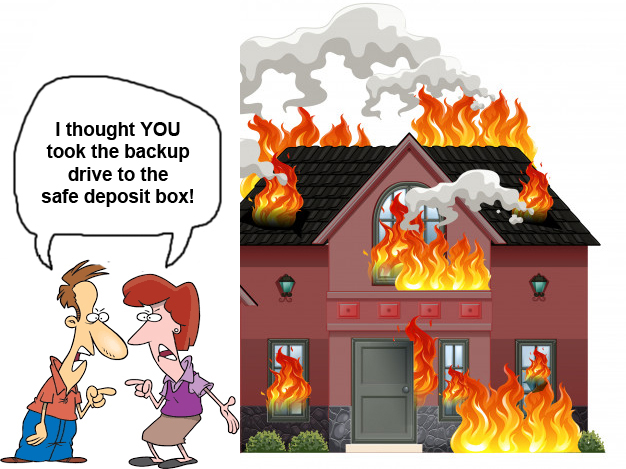 I thought YOU
took the backup
drive to the
safe deposit box!